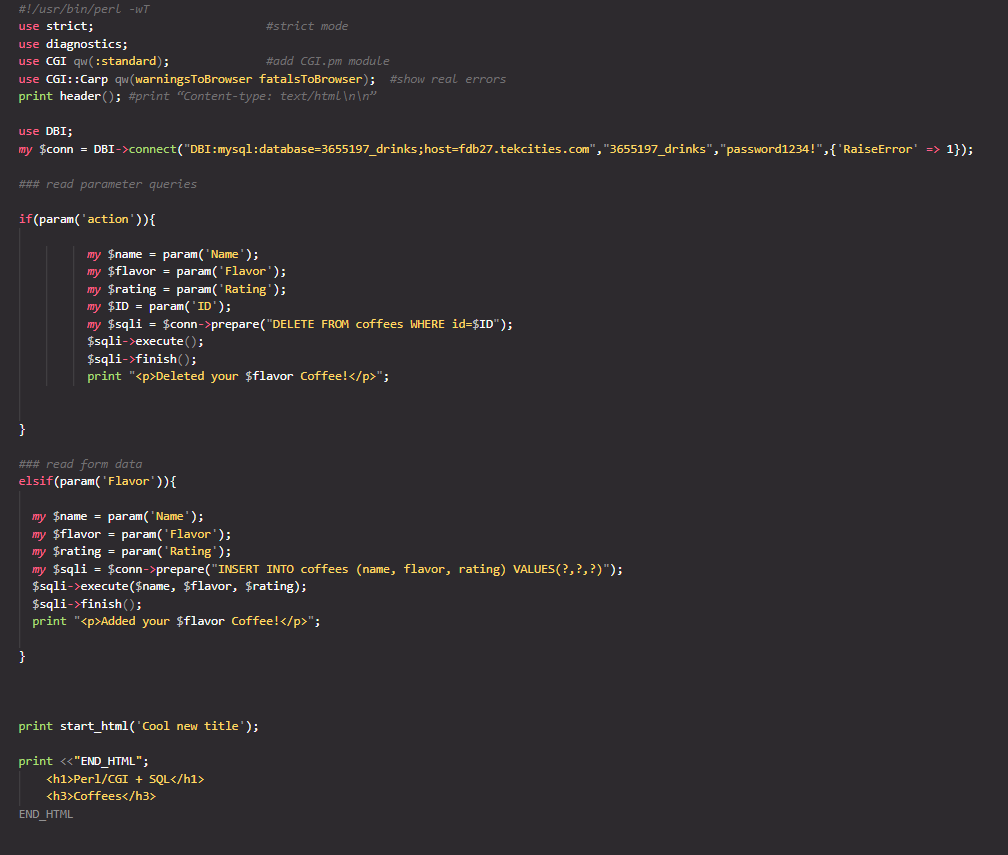 #!/usr/bin/perl -wT
use strict; #strict mode
use diagnostics;
use CGI qw(:standard); #add CGI.pm module
use CGI::Carp qw(warningsToBrowser fatalsToBrowser); #show real errors
print header(); #print “Content-type: text/html\n\n”
use DBI;
my $conn = DBI->connect("DBI:mysql:database=3655197_drinks;host=fdb27.tekcities.com","3655197_drinks","password1234!",{'RaiseError' => 1});
### read parameter queries
if(param('action')){
my $name = param('Name');
my $flavor = param('Flavor');
my $rating = param('Rating');
my $ID = param('ID');
my $sqli = $conn->prepare("DELETE FROM coffees WHERE id=$ID");
$sqli->execute();
$sqli->finish();
print "<p>Deleted your $flavor Coffee!</p>";
}
### read form data
elsif(param('Flavor')){
my $name = param('Name');
my $flavor = param('Flavor');
my $rating = param('Rating');
my $sqli = $conn->prepare("INSERT INTO coffees (name, flavor, rating) VALUES(?,?,?)");
$sqli->execute($name, $flavor, $rating);
$sqli->finish();
print "<p>Added your $flavor Coffee!</p>";
}
print start_html('Cool new title');
print <<"END_HTML";
<h1>Perl/CGI + SQL</h1>
<h3>Coffees</h3>
END_HTML